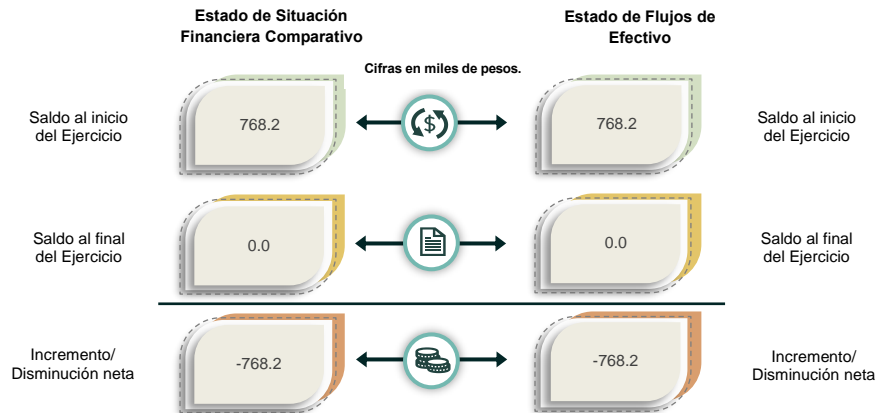 Estado de Situación
Financiera Comparativo
Estado de Flujos de
Efectivo
Cifras en miles de pesos.
Saldo al inicio
del Ejercicio
768.2
$
768.2
Saldo al inicio
del Ejercicio
Saldo al final
del Ejercicio
0.0
0.0
Saldo al final
del Ejercicio
Incremento/
Disminución neta
-768.2
-768.2
Incremento/
Disminución neta